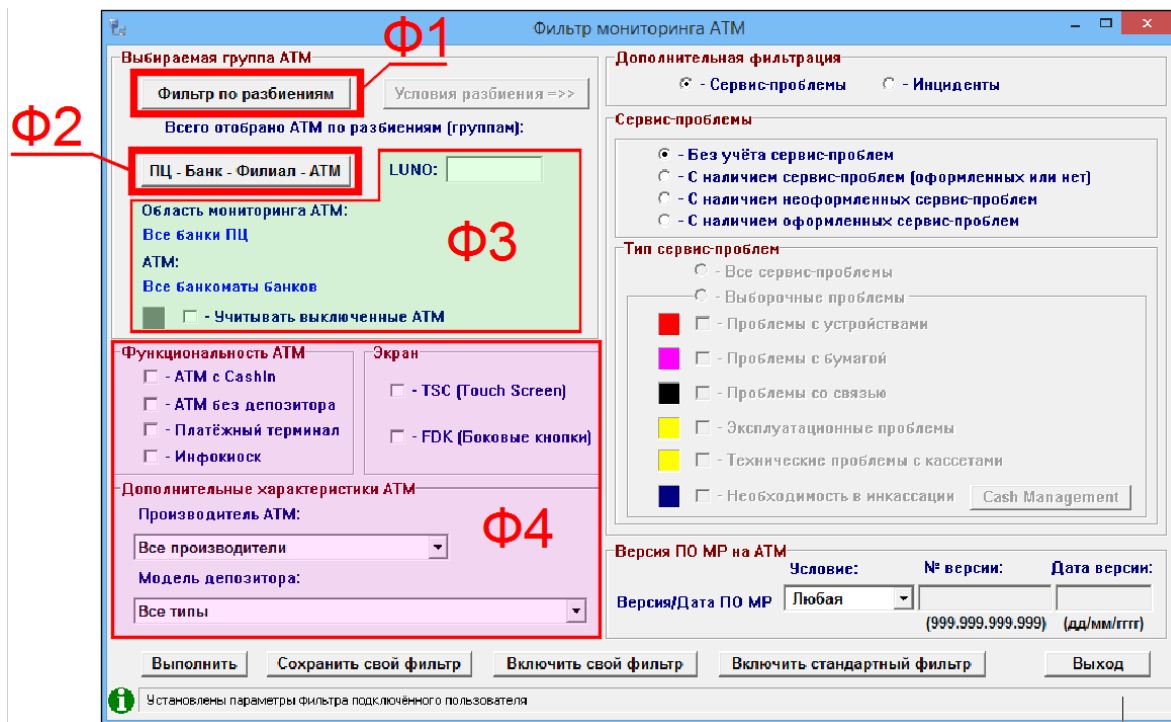 Фильтр мониторинга АТМ
Ф1
Выбираемая группа АТМ
Фильтр по разбиениям
Условия разбиения =>>
Всего отобрано АТМ по разбиениям (группам):
Ф2
ПЦ - Банк - Филиал - АТМ
LUNO:
Область мониторинга АТМ:
Все банки ПЦ
АТМ:
Все банкоматы банков
- Учитывать выключенные АТМ
Ф3
Функциональность АТМ
- АТМ с CashIn
- АТМ без депозитора
- Платёжный терминал
- Инфокиоск
Экран
- TSC (Touch Screen)
- FDK (Боковые кнопки)
Дополнительные характеристики АТМ
Производитель АТМ:
Все производители
Модель депозитора:
Все типы
Ф4
Дополнительная фильтрация
- Сервис-проблемы
- Инциденты
Сервис-проблемы
- Без учёта сервис-проблем
- С наличием сервис-проблем (оформленных или нет)
- С наличием неоформленных сервис-проблем
- С наличием оформленных сервис-проблем
Тип сервис-проблем
- Все сервис-проблемы
- Выборочные проблемы
- Проблемы с устройствами
- Проблемы с бумагой
- Проблемы со связью
- Эксплуатационные проблемы
- Технические проблемы с кассетами
- Необходимость в инкассации
Cash Management
Версия ПО МР на АТМ
Условие:
№ версии:
Дата версии:
Версия/Дата ПО МР
Любая
(999.999.999.999)
(дд/мм/гггг)
Выполнить
Сохранить свой фильтр
Включить свой фильтр
Включить стандартный фильтр
Выход
Установлены параметры фильтра подключённого пользователя